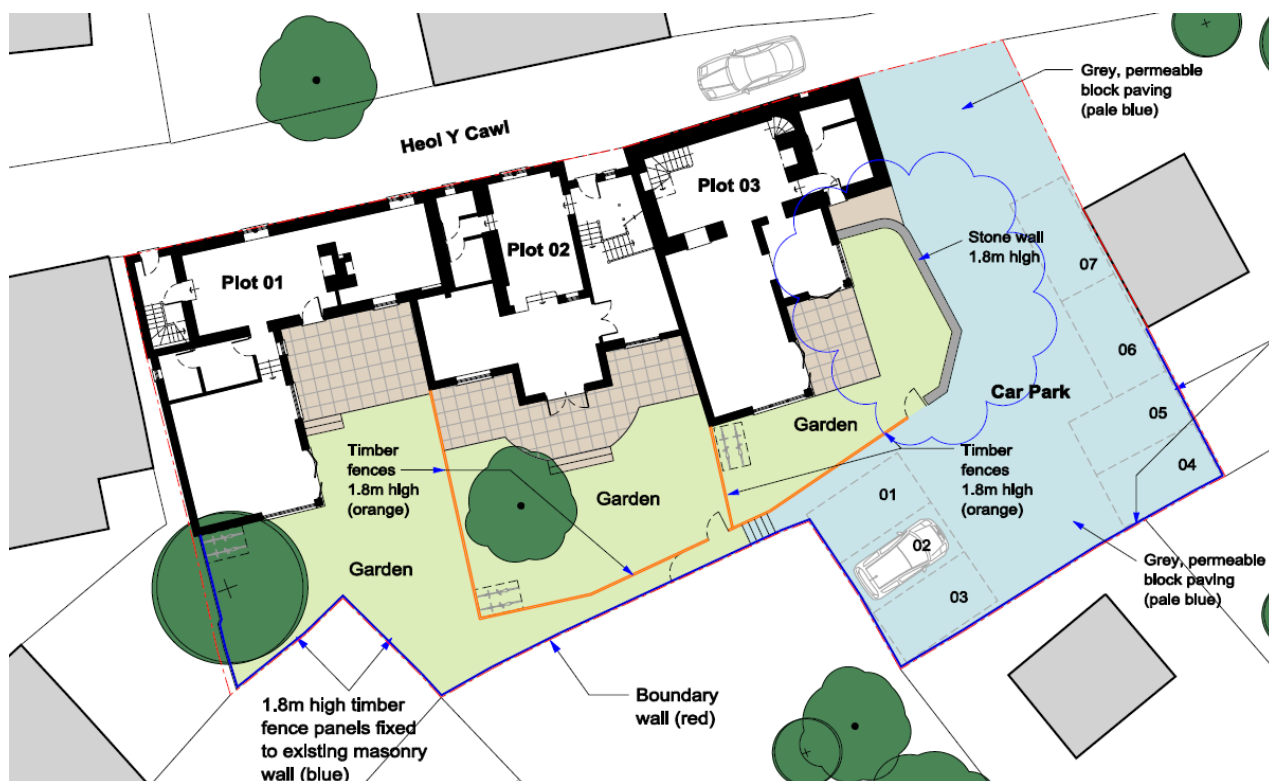 Grey, permeable
block paving
(pale blue)
Heol Y Cawl
Plot 03
Plot 02
Plot 01
Stone wall
1.8m high
07
06
Car Park
05
04
Garden
Timber
fences
1.8m high
(orange)
Timber
fences
1.8m high
(orange)
01
Garden
02
Garden
03
Grey, permeable
block paving
(pale blue)
1.8m high timber
fence panels fixed
to existing masonry
wall (blue)
Boundary
wall (red)